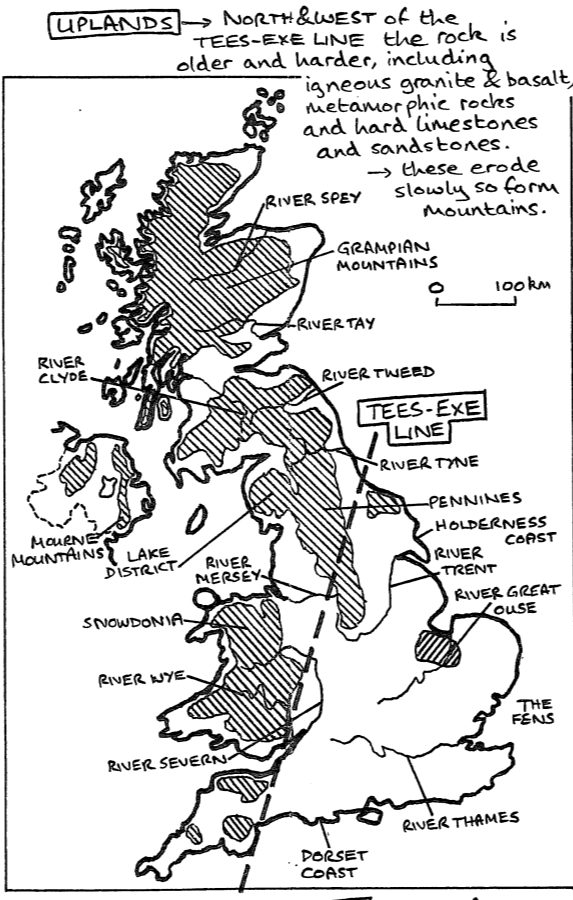 UPLANDS → NORTH & WEST of the
TEES-EXE LINE the rock is
older and harder, including
igneous granite & basalt,
metamorphic rocks
and hard limestones
and sandstones.
→ these erode
slowly so form
mountains.
RIVER SPEY
GRAMPIAN
MOUNTAINS
0 100 km
RIVER TAY
RIVER
CLYDE
RIVER TWEED
TEES-EXE
LINE
RIVER TYNE
PENNINES
HOLDERNESS
COAST
MOURNE
MOUNTAINS
LAKE
DISTRICT
RIVER
MERSEY
RIVER
TRENT
RIVER GREAT
OUSE
SNOWDONIA
RIVER WYE
THE
FENS
RIVER SEVERN
RIVER THAMES
DORSET
COAST